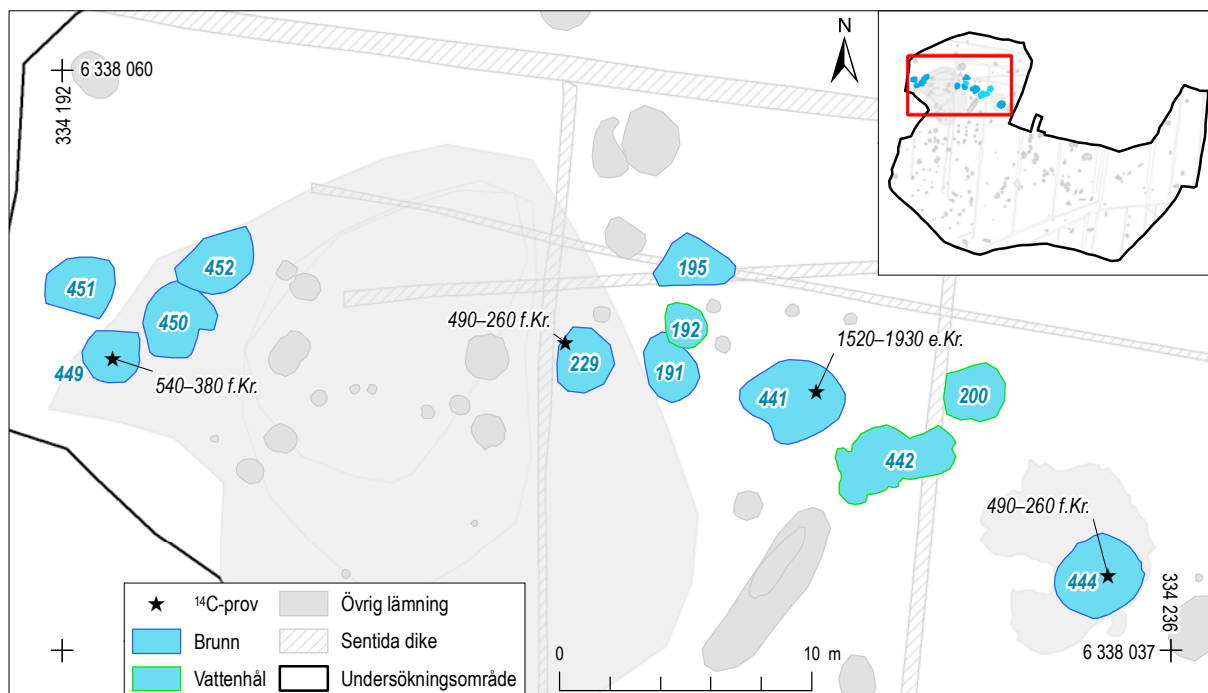 N
6 338 060
334 192
452
451
195
450
192
490–260 f.Kr.
1520–1930 e.Kr.
449
540–380 f.Kr.
229
191
441
200
442
490–260 f.Kr.
444
334 236
6 338 037
14C-prov
Övrig lämning
Brunn
Sentida dike
Vattenhål
Undersökningsområde
0 10 m